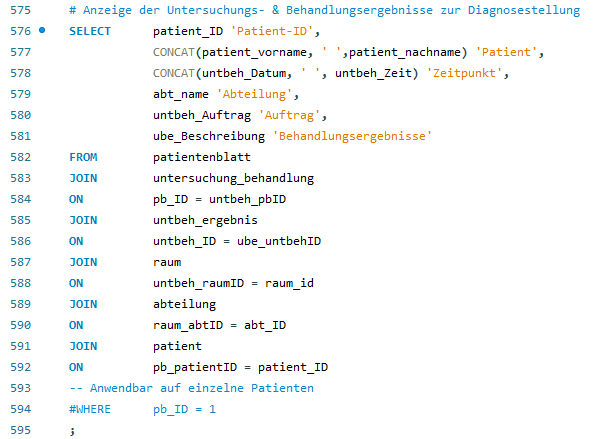 575 # Anzeige der Untersuchungs- & Behandlungsergebnisse zur Diagnosestellung
576 SELECT patient_ID 'Patient-ID',
577 CONCAT(patient_vorname, ' ',patient_nachname) 'Patient',
578 CONCAT(untbeh_Datum, ' ', untbeh_Zeit) 'Zeitpunkt',
579 abt_name 'Abteilung',
580 untbeh_Auftrag 'Auftrag',
581 ube_Beschreibung 'Behandlungsergebnisse'
582 FROM patientenblatt
583 JOIN untersuchung_behandlung
584 ON pb_ID = untbeh_pbID
585 JOIN untbeh_ergebnis
586 ON untbeh_ID = ube_untbehID
587 JOIN raum
588 ON untbeh_raumID = raum_id
589 JOIN abteilung
590 ON raum_abtID = abt_ID
591 JOIN patient
592 ON pb_patientID = patient_ID
593 -- Anwendbar auf einzelne Patienten
594 #WHERE pb_ID = 1
595 ;